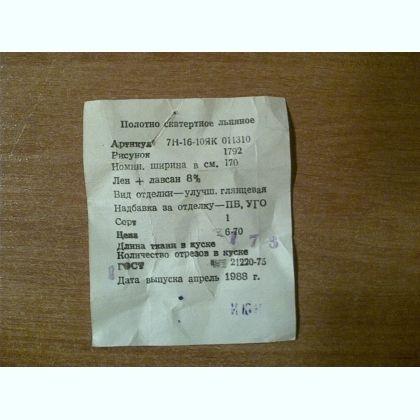 Полотно скатертное льняное
Артикул 7Н-16-10ЯК 011310
Рисунок 1792
Номин. ширина в см. 170
Лен + лавсан 8%
Вид отделки—улучш. глянцевая
Надбавка за отделку—ПВ, УГО
Сорт 1
Цена 6-70
Длина ткани в куске
Количество отрезов в куске
ГОСТ 21220-75
Дата выпуска апрель 1988 г.